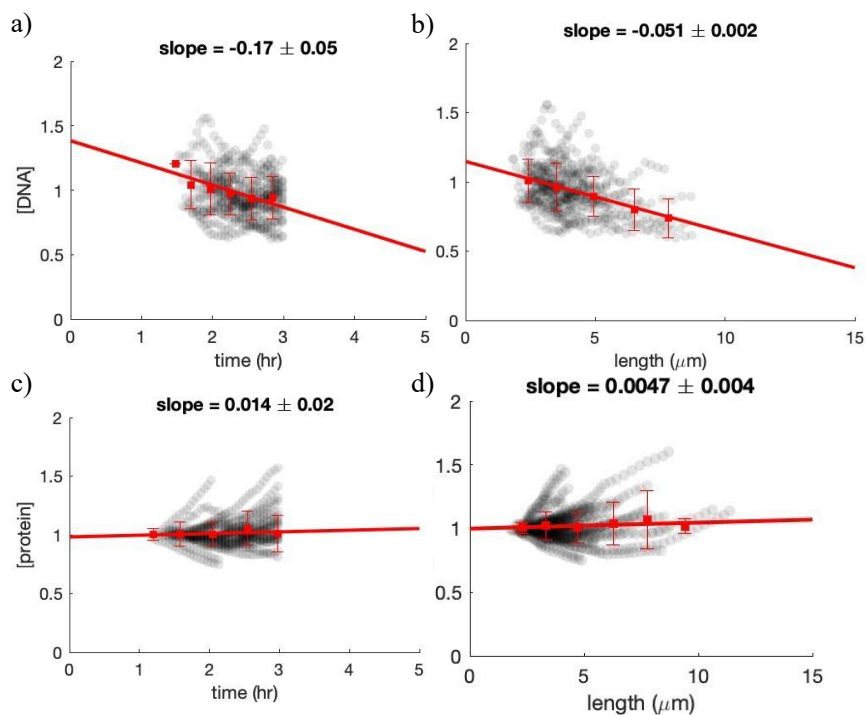 a)
slope = -0.17 ± 0.05
[DNA]
2
1.5
1
0.5
0
0 1 2 3 4 5
time (hr)
b)
slope = -0.051 ± 0.002
2
1.5
1
0.5
0
0 5 10 15
length (μm)
c)
slope = 0.014 ± 0.02
[protein]
2
1.5
1
0.5
0
0 1 2 3 4 5
time (hr)
d)
slope = 0.0047 ± 0.004
2
1.5
1
0.5
0
0 5 10 15
length (μm)